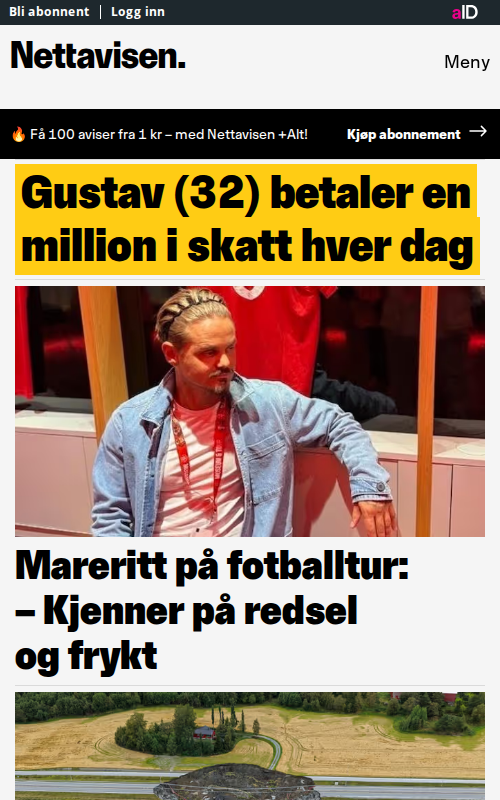 Bli abonnent | Logg inn
aID
Nettavisen.
Meny
🔥 Få 100 aviser fra 1 kr – med Nettavisen +Alt!
Kjøp abonnement →
Gustav (32) betaler en
million i skatt hver dag
Mareritt på fotballtur:
– Kjenner på redsel
og frykt